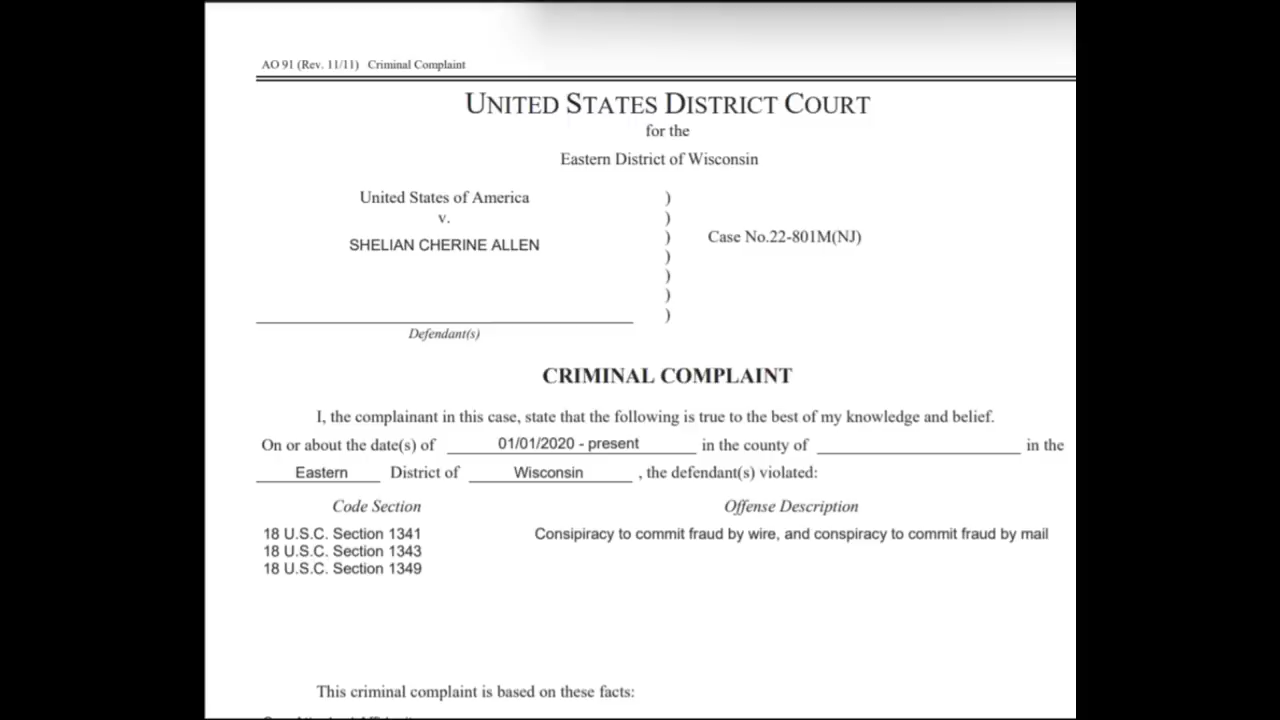 AO 91 (Rev. 11/11) Criminal Complaint
UNITED STATES DISTRICT COURT
for the
Eastern District of Wisconsin
United States of America
v.
SHELIAN CHERINE ALLEN
Defendant(s)
)
)
)
)
)
)
)
Case No.22-801M(NJ)
CRIMINAL COMPLAINT
I, the complainant in this case, state that the following is true to the best of my knowledge and belief.
On or about the date(s) of 01/01/2020 - present in the county of in the
Eastern District of Wisconsin , the defendant(s) violated:
Code Section Offense Description
18 U.S.C. Section 1341 Consipiracy to commit fraud by wire, and conspiracy to commit fraud by mail
18 U.S.C. Section 1343
18 U.S.C. Section 1349
This criminal complaint is based on these facts: